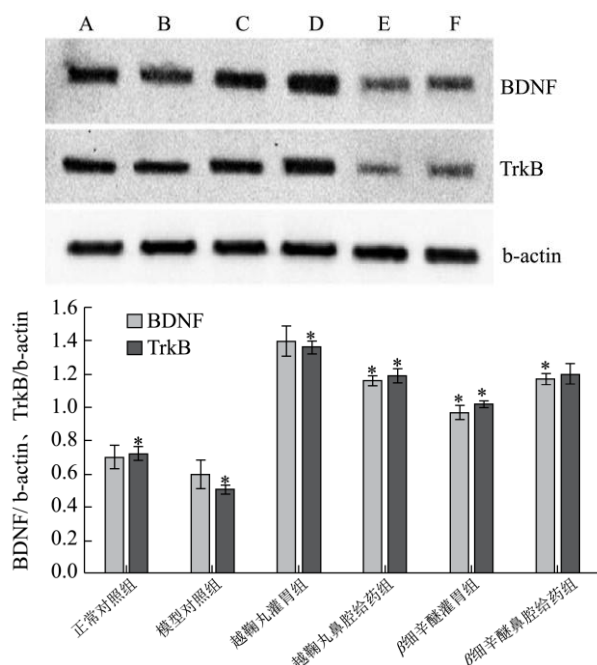 A B C D E F
BDNF
TrkB
b-actin
BDNF/ b-actin、TrkB/b-actin
1.6
1.4
1.2
1.0
0.8
0.6
0.4
0.2
0.0
BDNF
TrkB
*
*
*
* *
* *
*
正常对照组
模型对照组
越鞠丸灌胃组
越鞠丸鼻腔给药组
β细辛醚灌胃组
β细辛醚鼻腔给药组